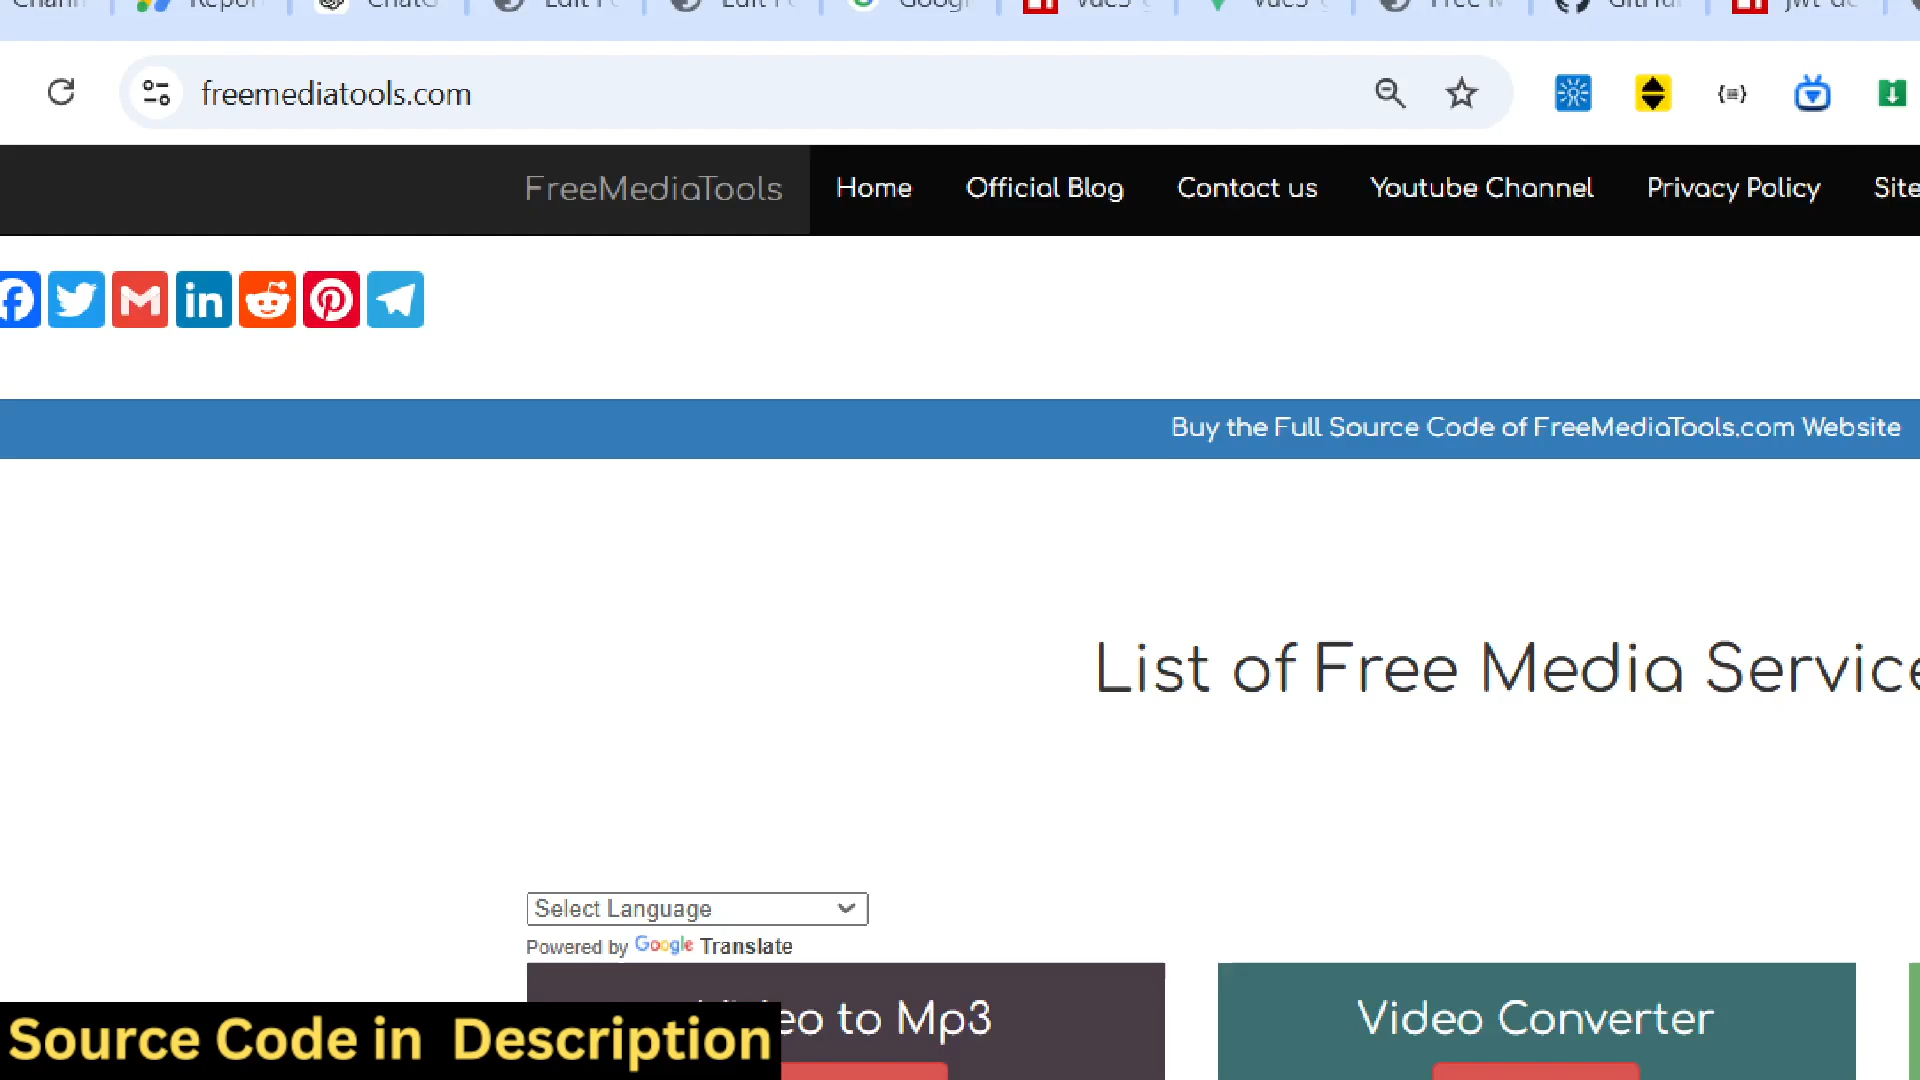 freemediatools.com
FreeMediaTools Home Official Blog Contact us Youtube Channel Privacy Policy Site
Buy the Full Source Code of FreeMediaTools.com Website
List of Free Media Service
Select Language
Powered by Google Translate
to Mp3
Video Converter
Source Code in Description